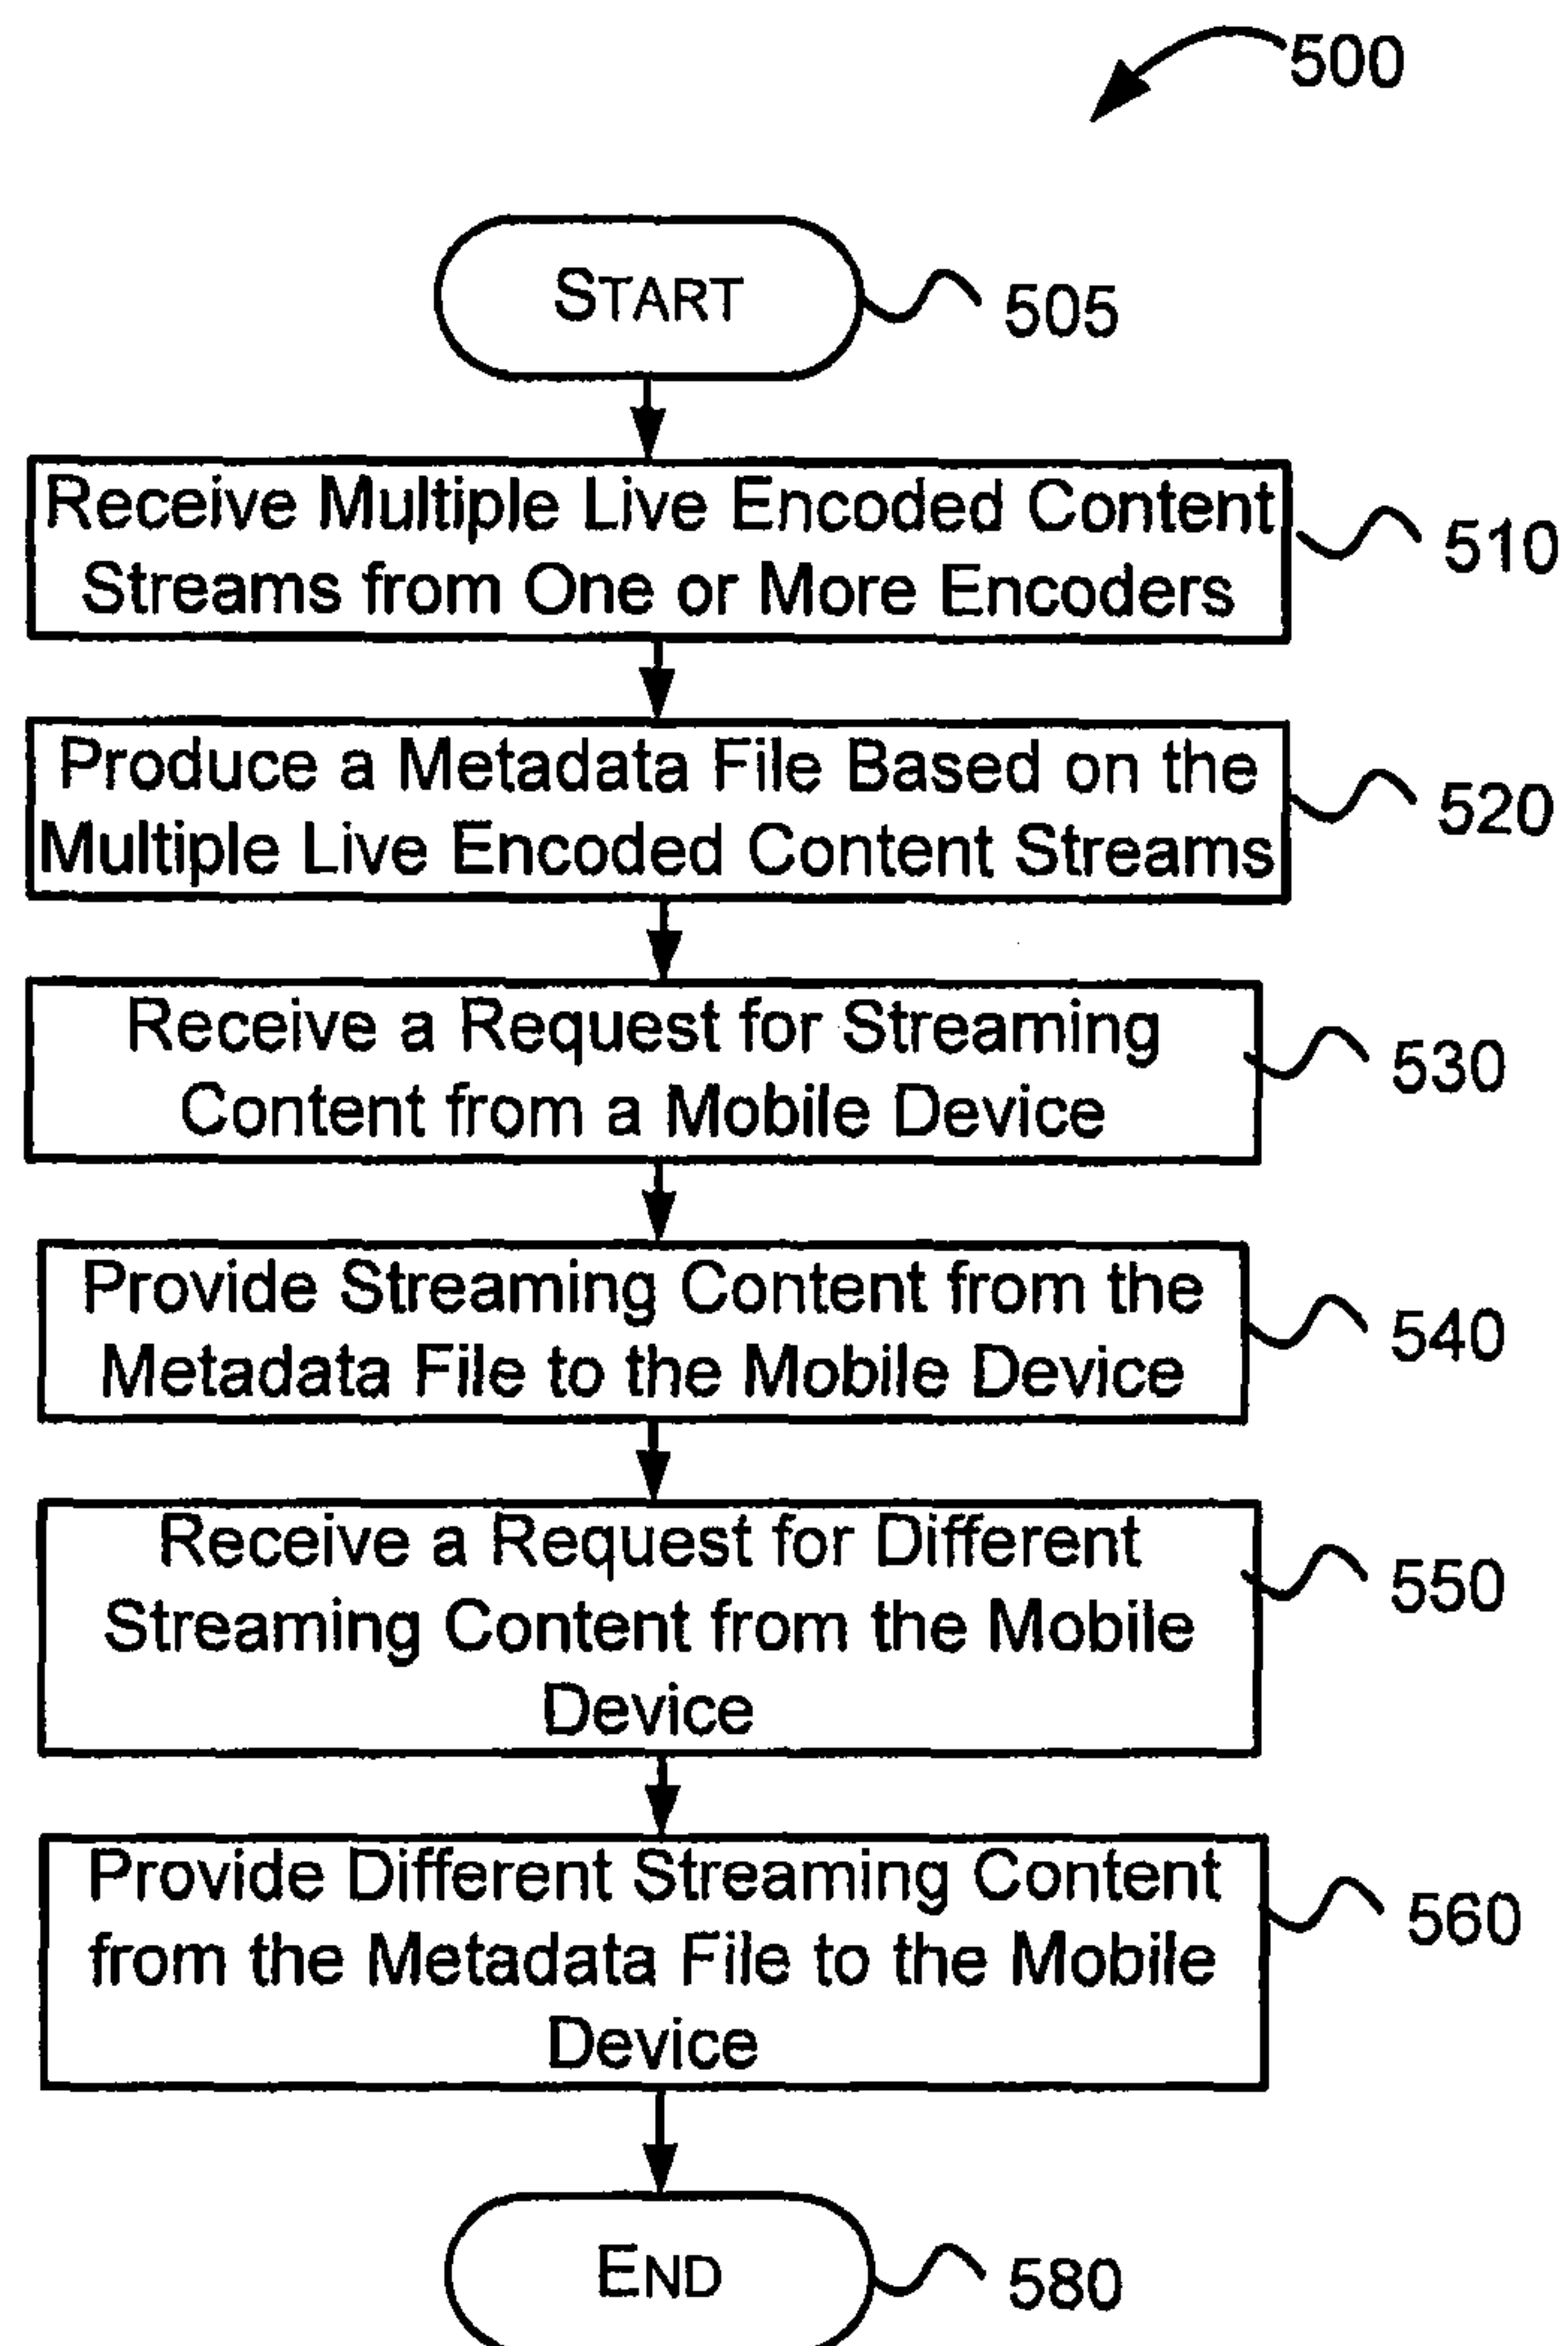 500
START
505
Receive Multiple Live Encoded Content
Streams from One or More Encoders
510
Produce a Metadata File Based on the
Multiple Live Encoded Content Streams
520
Receive a Request for Streaming
Content from a Mobile Device
530
Provide Streaming Content from the
Metadata File to the Mobile Device
540
Receive a Request for Different
Streaming Content from the Mobile
Device
550
Provide Different Streaming Content
from the Metadata File to the Mobile
Device
560
END
580